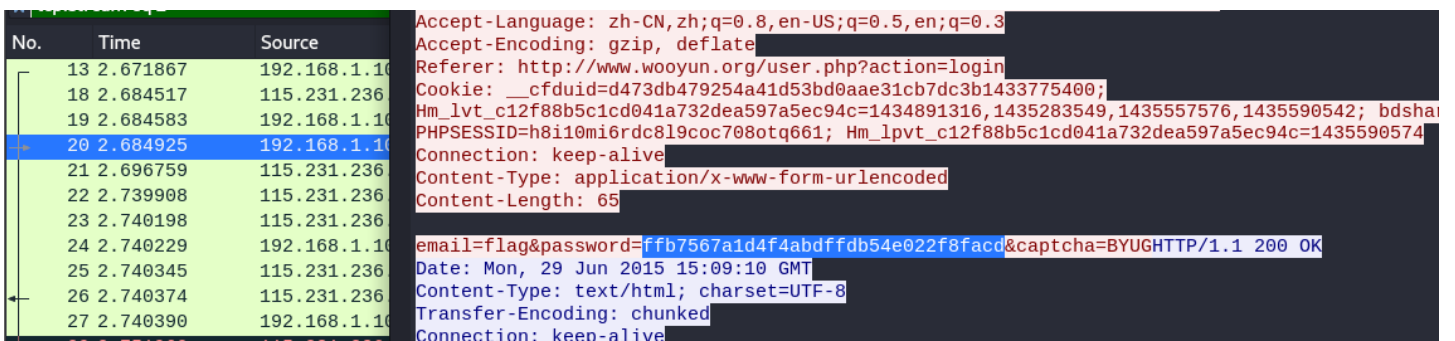 No. Time Source
13 2.671867 192.168.1.10
18 2.684517 115.231.236.
19 2.684583 192.168.1.10
20 2.684925 192.168.1.10
21 2.696759 115.231.236.
22 2.739908 115.231.236.
23 2.740198 115.231.236.
24 2.740229 192.168.1.10
25 2.740345 115.231.236.
26 2.740374 115.231.236.
27 2.740390 192.168.1.10
Accept-Language: zh-CN,zh;q=0.8,en-US;q=0.5,en;q=0.3
Accept-Encoding: gzip, deflate
Referer: http://www.wooyun.org/user.php?action=login
Cookie: __cfduid=d473db479254a41d53bd0aae31cb7dc3b1433775400;
Hm_lvt_c12f88b5c1cd041a732dea597a5ec94c=1434891316,1435283549,1435557576,1435590542; bdshar
PHPSESSID=h8i10mi6rdc8l9coc708otq661; Hm_lpvt_c12f88b5c1cd041a732dea597a5ec94c=1435590574
Connection: keep-alive
Content-Type: application/x-www-form-urlencoded
Content-Length: 65
email=flag&password=ffb7567a1d4f4abdffdb54e022f8facd&captcha=BYUGHTTP/1.1 200 OK
Date: Mon, 29 Jun 2015 15:09:10 GMT
Content-Type: text/html; charset=UTF-8
Transfer-Encoding: chunked
Connection: keep-alive